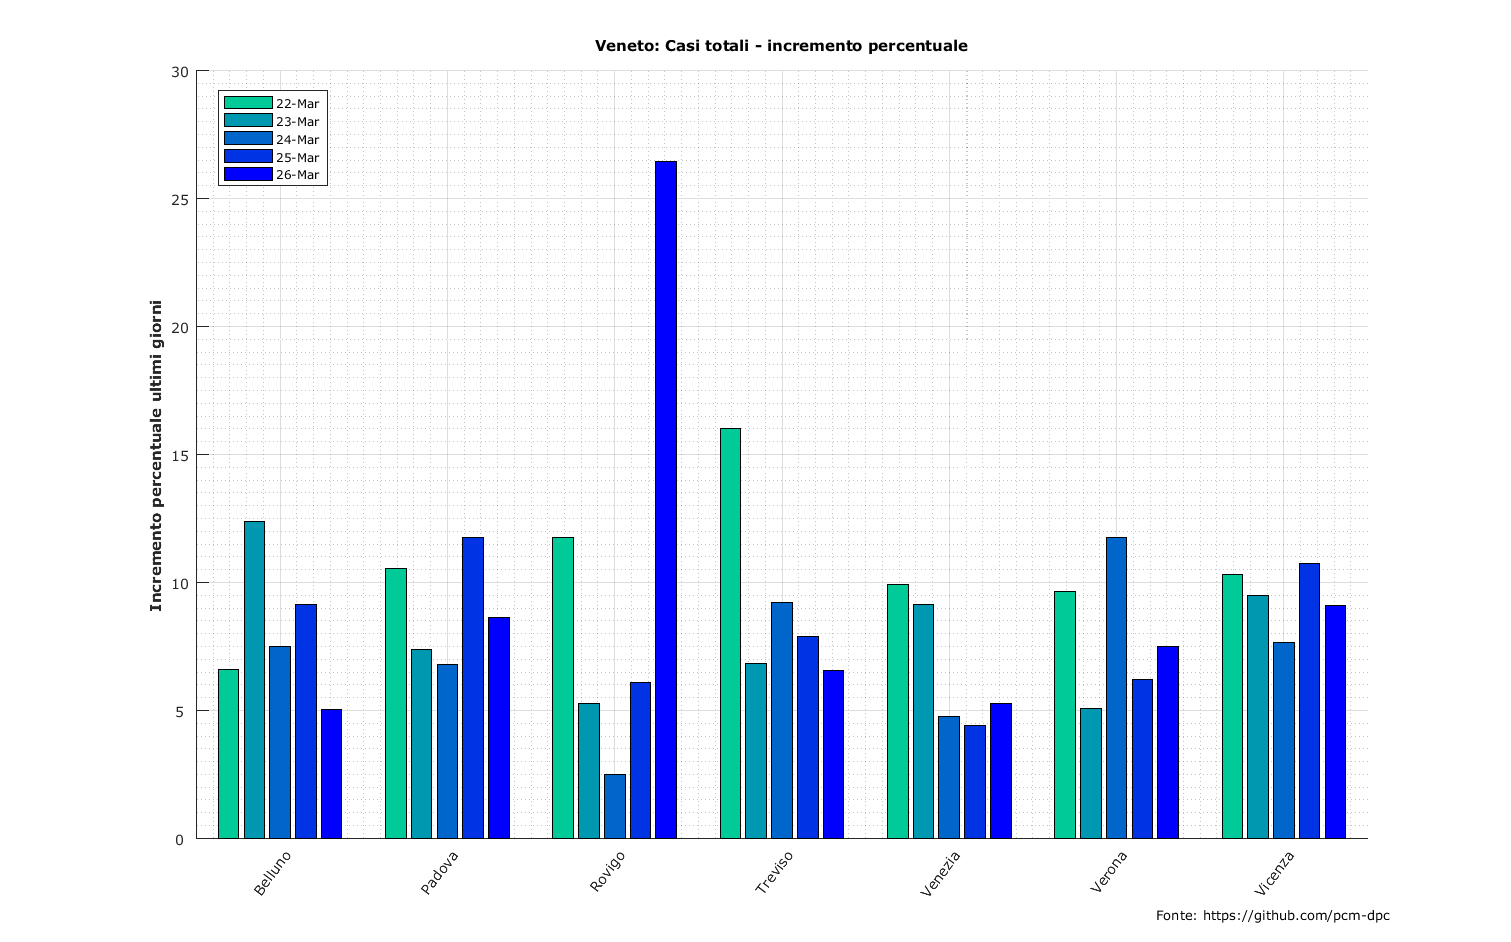 Veneto: Casi totali - incremento percentuale
30
25
20
15
10
5
0
Incremento percentuale ultimi giorni
22-Mar
23-Mar
24-Mar
25-Mar
26-Mar
Belluno
Padova
Rovigo
Treviso
Venezia
Verona
Vicenza
Fonte: https://github.com/pcm-dpc